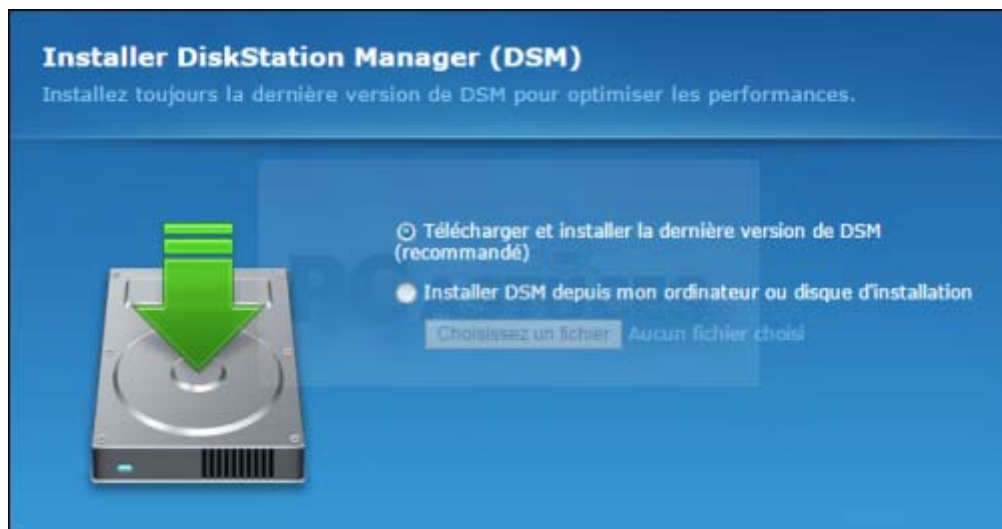 Installer DiskStation Manager (DSM)
Installez toujours la dernière version de DSM pour optimiser les performances.
Télécharger et installer la dernière version de DSM
(recommandé)
Installer DSM depuis mon ordinateur ou disque d'installation
Choisissez un fichier Aucun fichier choisi